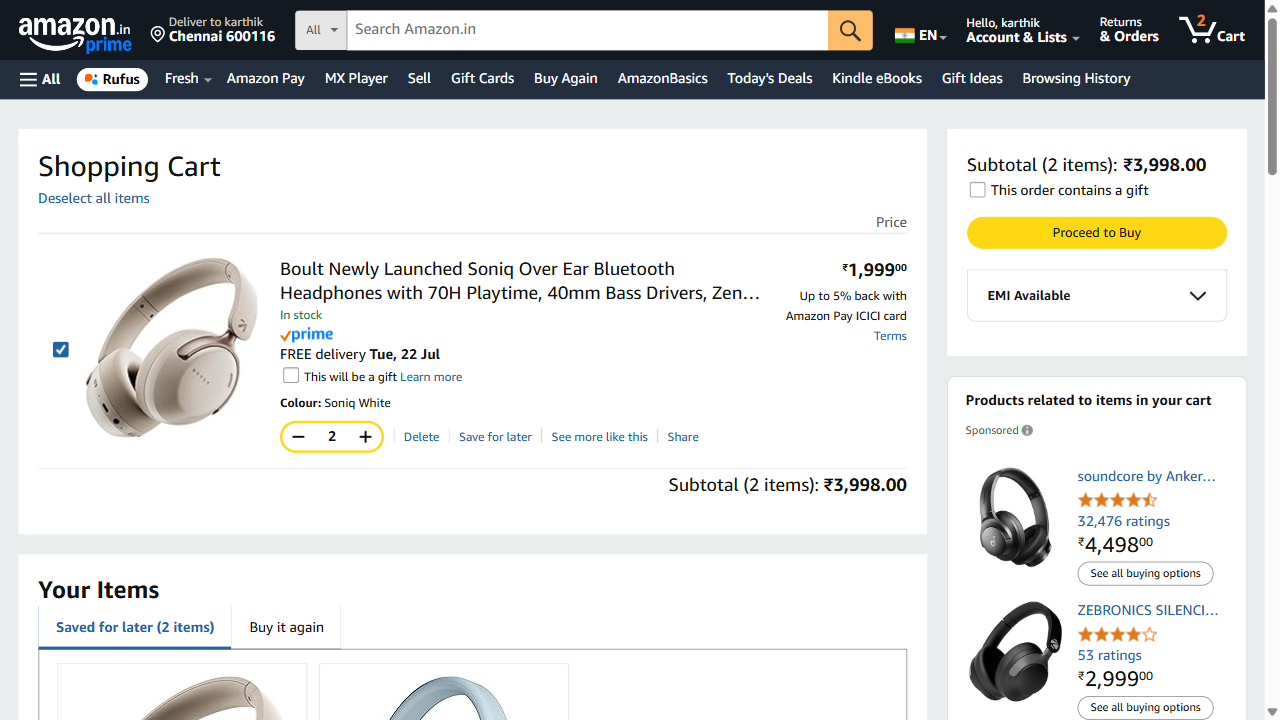 amazon.in
prime
Deliver to karthik
Chennai 600116
All
Search Amazon.in
EN
Hello, karthik
Account & Lists
Returns
& Orders
2
Cart
All
Rufus
Fresh
Amazon Pay
MX Player
Sell
Gift Cards
Buy Again
AmazonBasics
Today's Deals
Kindle eBooks
Gift Ideas
Browsing History
Shopping Cart
Deselect all items
Price
Boult Newly Launched Soniq Over Ear Bluetooth
Headphones with 70H Playtime, 40mm Bass Drivers, Zen…
In stock
prime
FREE delivery Tue, 22 Jul
This will be a gift Learn more
Colour: Soniq White
2
Delete
Save for later
See more like this
Share
₹1,99900
Up to 5% back with
Amazon Pay ICICI card
Terms
Subtotal (2 items): ₹3,998.00
Your Items
Saved for later (2 items)
Buy it again
Subtotal (2 items): ₹3,998.00
This order contains a gift
Proceed to Buy
EMI Available
Products related to items in your cart
Sponsored
soundcore by Anker…
32,476 ratings
₹4,49800
See all buying options
ZEBRONICS SILENCI…
53 ratings
₹2,99900
See all buying options